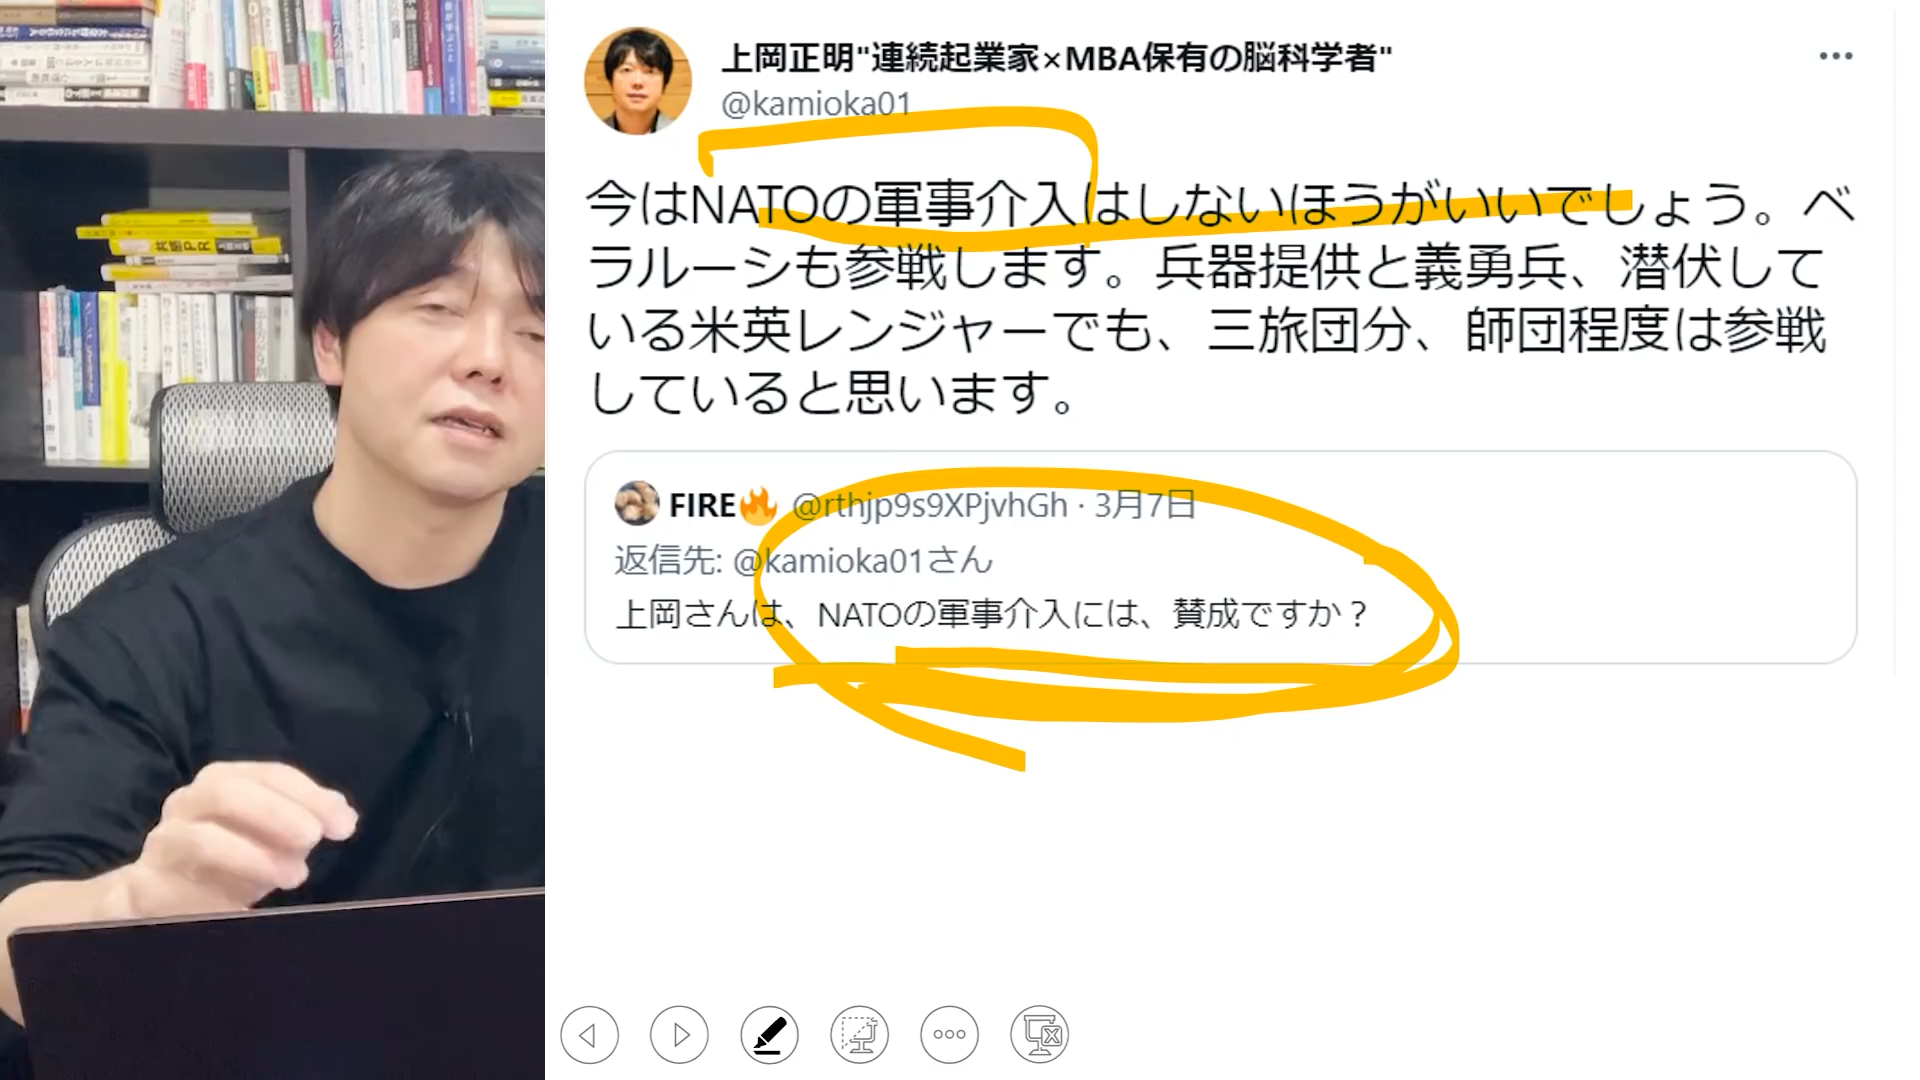 上岡正明"連続起業家×MBA保有の脳科学者"
@kamioka01
今はNATOの軍事介入はしないほうがいいでしょう。ベ
ラルーシも参戦します。兵器提供と義勇兵、潜伏して
いる米英レンジャーでも、三旅団分、師団程度は参戦
していると思います。
FIRE🔥 @rthjp9s9XPjvhGh · 3月7日
返信先: @kamioka01さん
上岡さんは、NATOの軍事介入には、賛成ですか？
共感PR